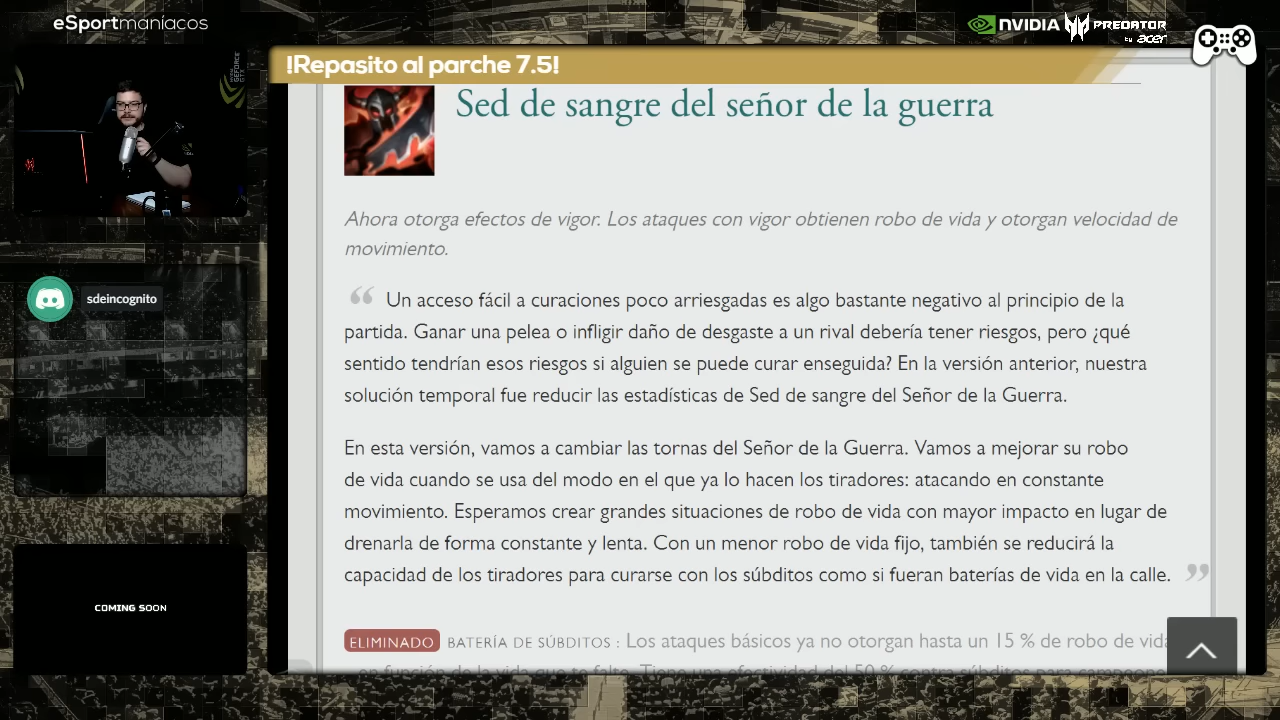 eSportmaníacos
NVIDIA
PREDATOR
by acer
!Repasito al parche 7.5!
Sed de sangre del señor de la guerra
Ahora otorga efectos de vigor. Los ataques con vigor obtienen robo de vida y otorgan velocidad de
movimiento.
“ Un acceso fácil a curaciones poco arriesgadas es algo bastante negativo al principio de la
partida. Ganar una pelea o infligir daño de desgaste a un rival debería tener riesgos, pero ¿qué
sentido tendrían esos riesgos si alguien se puede curar enseguida? En la versión anterior, nuestra
solución temporal fue reducir las estadísticas de Sed de sangre del Señor de la Guerra.
En esta versión, vamos a cambiar las tornas del Señor de la Guerra. Vamos a mejorar su robo
de vida cuando se usa del modo en el que ya lo hacen los tiradores: atacando en constante
movimiento. Esperamos crear grandes situaciones de robo de vida con mayor impacto en lugar de
drenarla de forma constante y lenta. Con un menor robo de vida fijo, también se reducirá la
capacidad de los tiradores para curarse con los súbditos como si fueran baterías de vida en la calle. ”
ELIMINADO BATERÍA DE SÚBDITOS : Los ataques básicos ya no otorgan hasta un 15 % de robo de vida
sdeincognito
COMING SOON